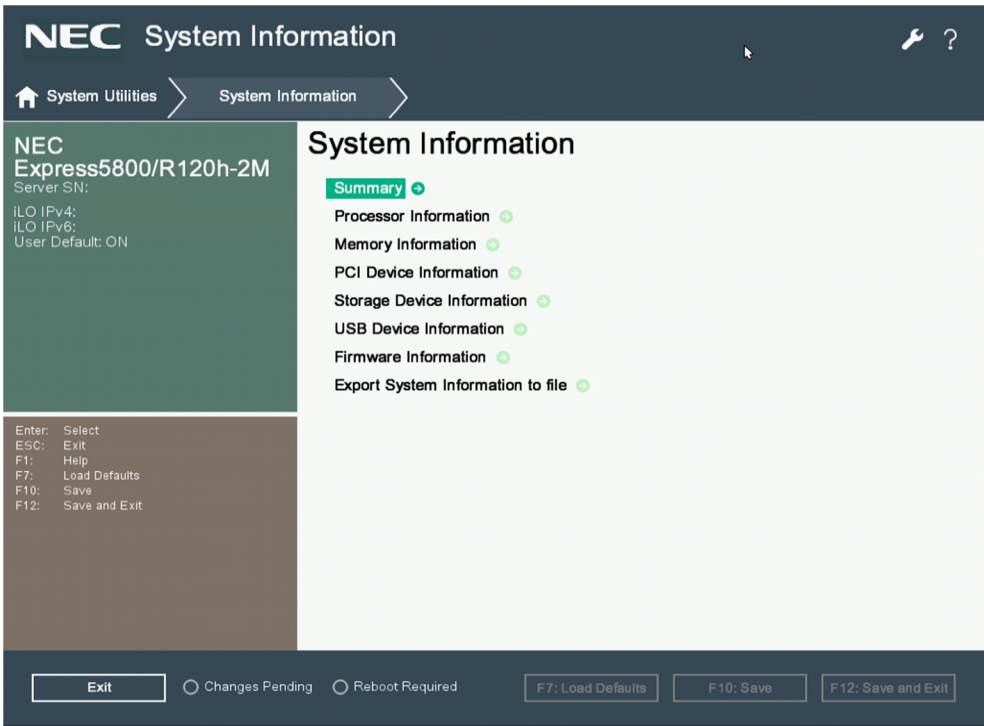 NEC System Information
?
System Utilities System Information
NEC
Express5800/R120h-2M
Server SN:
iLO IPv4:
iLO IPv6:
User Default: ON
System Information
Summary
Processor Information
Memory Information
PCI Device Information
Storage Device Information
USB Device Information
Firmware Information
Export System Information to file
Enter: Select
ESC: Exit
F1: Help
F7: Load Defaults
F10: Save
F12: Save and Exit
Exit Changes Pending Reboot Required F7: Load Defaults F10: Save F12: Save and Exit